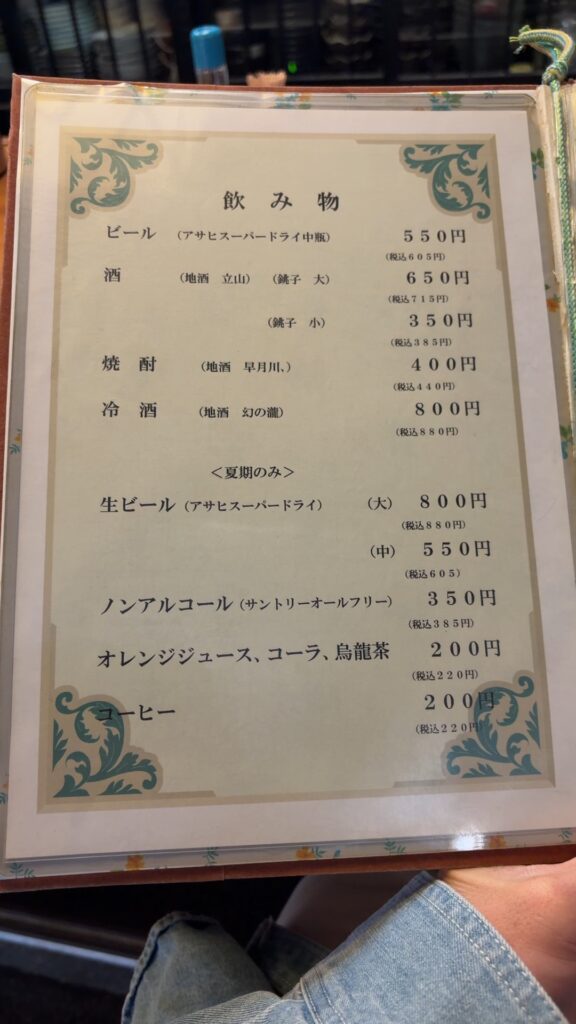 飲み物
ビール （アサヒスーパードライ中瓶） ５５０円
（税込６０５円）
酒 （地酒 立山） （銚子 大） ６５０円
（税込７１５円）
（銚子 小） ３５０円
（税込３８５円）
焼酎 （地酒 早月川、） ４００円
（税込４４０円）
冷酒 （地酒 幻の瀧） ８００円
（税込８８０円）
＜夏期のみ＞
生ビール（アサヒスーパードライ） （大） ８００円
（税込８８０円）
（中） ５５０円
（税込６０５）
ノンアルコール（サントリーオールフリー） ３５０円
（税込３８５円）
オレンジジュース、コーラ、烏龍茶 ２００円
（税込２２０円）
コーヒー ２００円
（税込２２０円）